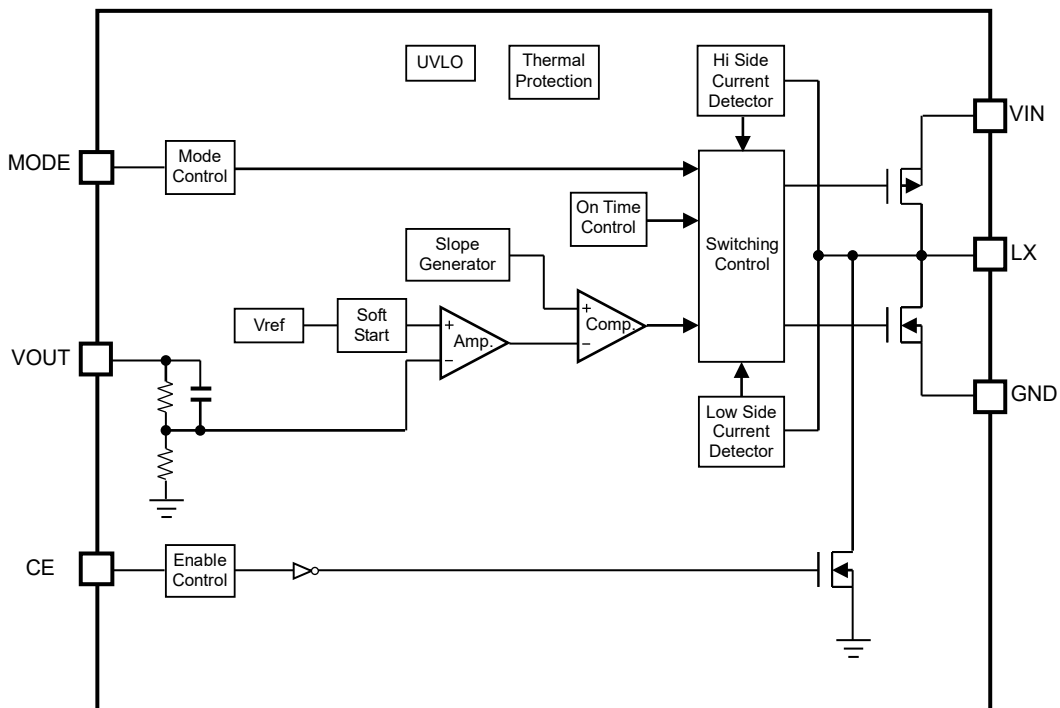 UVLO
Thermal
Protection
Hi Side
Current
Detector
VIN
MODE
Mode
Control
On Time
Control
Slope
Generator
Switching
Control
LX
Vref
Soft
Start
+
Amp.
−
+
Comp.
−
VOUT
GND
Low Side
Current
Detector
CE
Enable
Control